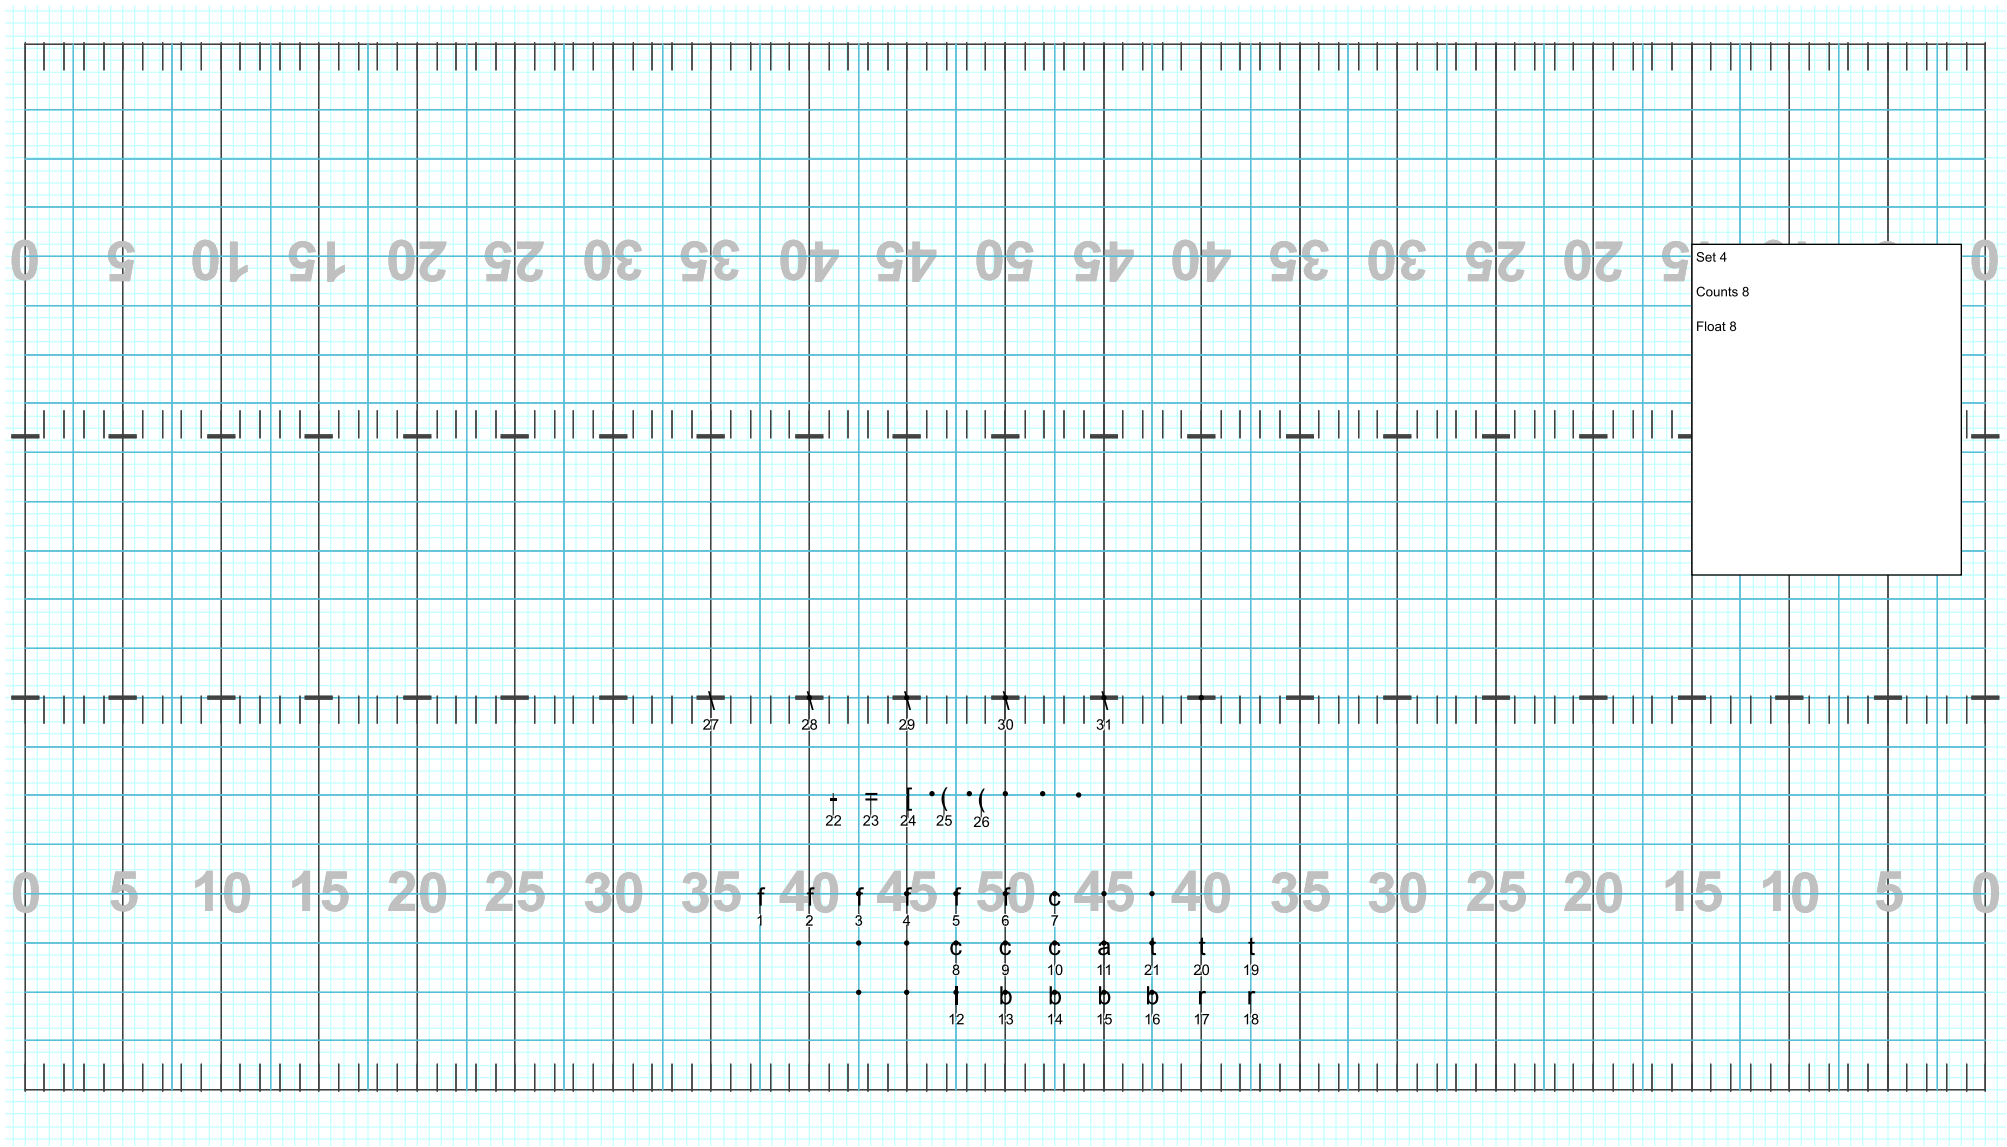 0 5 10 15 20 25 30 35 40 45 50 45 40 35 30 25 20 5 0
Set 4
Counts 8
Float 8
\ \ \ \ \
27 28 29 30 31
- = [ ( (
22 23 24 25 26
0 5 10 15 20 25 30 35 40 45 50 45 40 35 30 25 20 15 10 5 0
f f f f f f c
1 2 3 4 5 6 7
c c c a t t t
8 9 10 11 21 20 19
b b b b r r
12 13 14 15 16 17 18